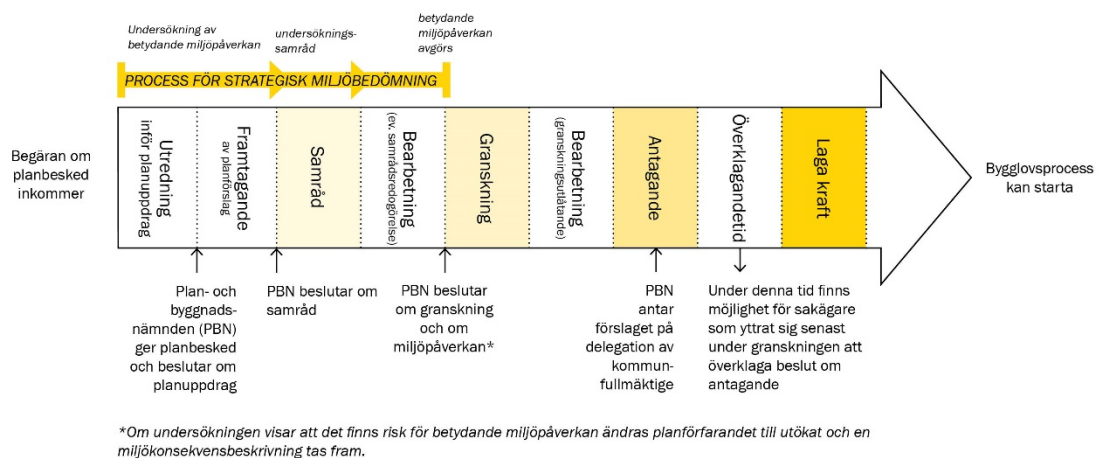 Undersökning av
betydande miljöpåverkan
undersöknings-
samråd
betydande
miljöpåverkan
avgörs
PROCESS FÖR STRATEGISK MILJÖBEDÖMNING
Begäran om
planbesked
inkommer
Utredning
inför planuppdrag
Framtagande
av planförslag
Samråd
Bearbetning
(ev. samrådsredogörelse)
Granskning
Bearbetning
(granskningsutlåtande)
Antagande
Överklagandetid
Laga kraft
Bygglovsprocess
kan starta
Plan- och
byggnads-
nämnden (PBN)
ger planbesked
och beslutar om
planuppdrag
PBN beslutar om
samråd
PBN beslutar
om granskning
och om
miljöpåverkan*
PBN
antar
förslaget på
delegation av
kommun-
fullmäktige
Under denna tid finns
möjlighet för sakägare
som yttrat sig senast
under granskningen att
överklaga beslut om
antagande
*Om undersökningen visar att det finns risk för betydande miljöpåverkan ändras planförfarandet till utökat och en
miljökonsekvensbeskrivning tas fram.